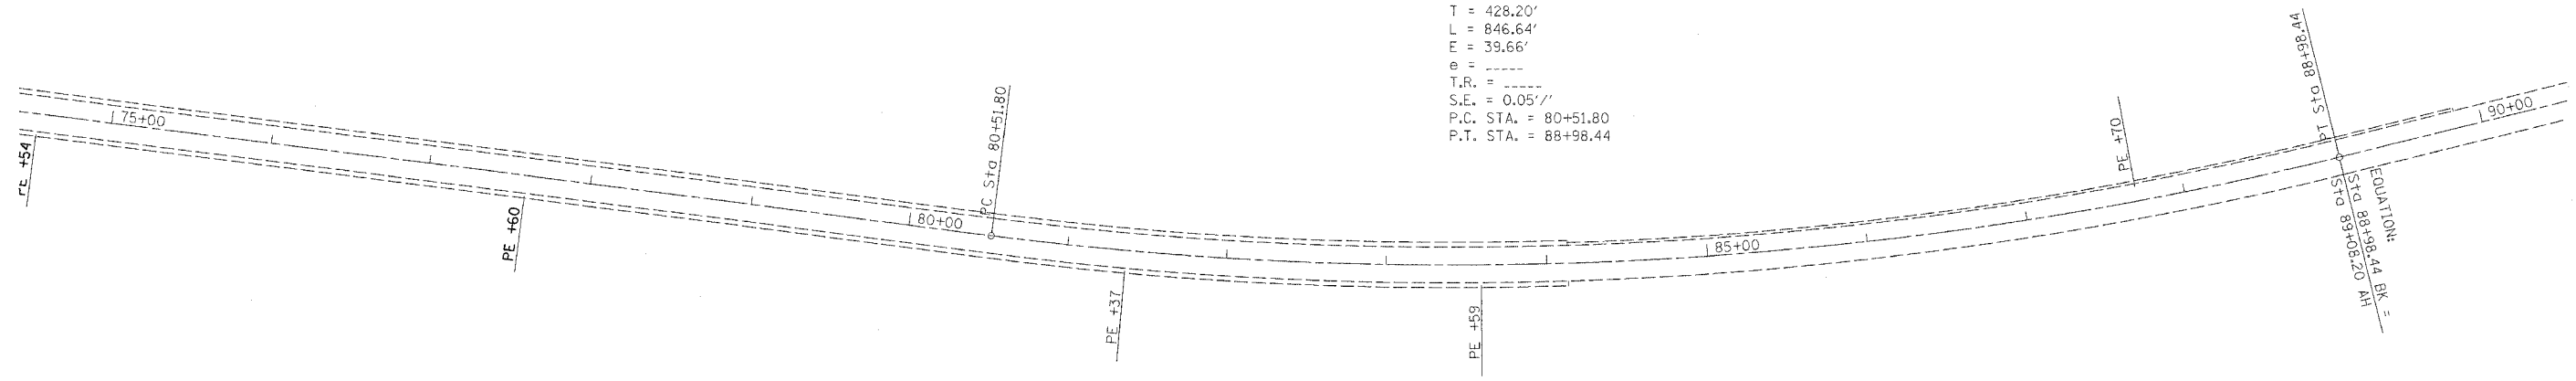 T = 428.20'
L = 846.64'
E = 39.66'
e = _____
T.R. = _____
S.E. = 0.05'/'
P.C. STA. = 80+51.80
P.T. STA. = 88+98.44
75+00
PE +54
PE +60
80+00
PC Sta 80+51.80
PE +37
PE +59
85+00
PE +70
PT STA 88+98.44
90+00
EQUATION:
Sta 88+98.44 BK =
Sta 89+08.20 AH